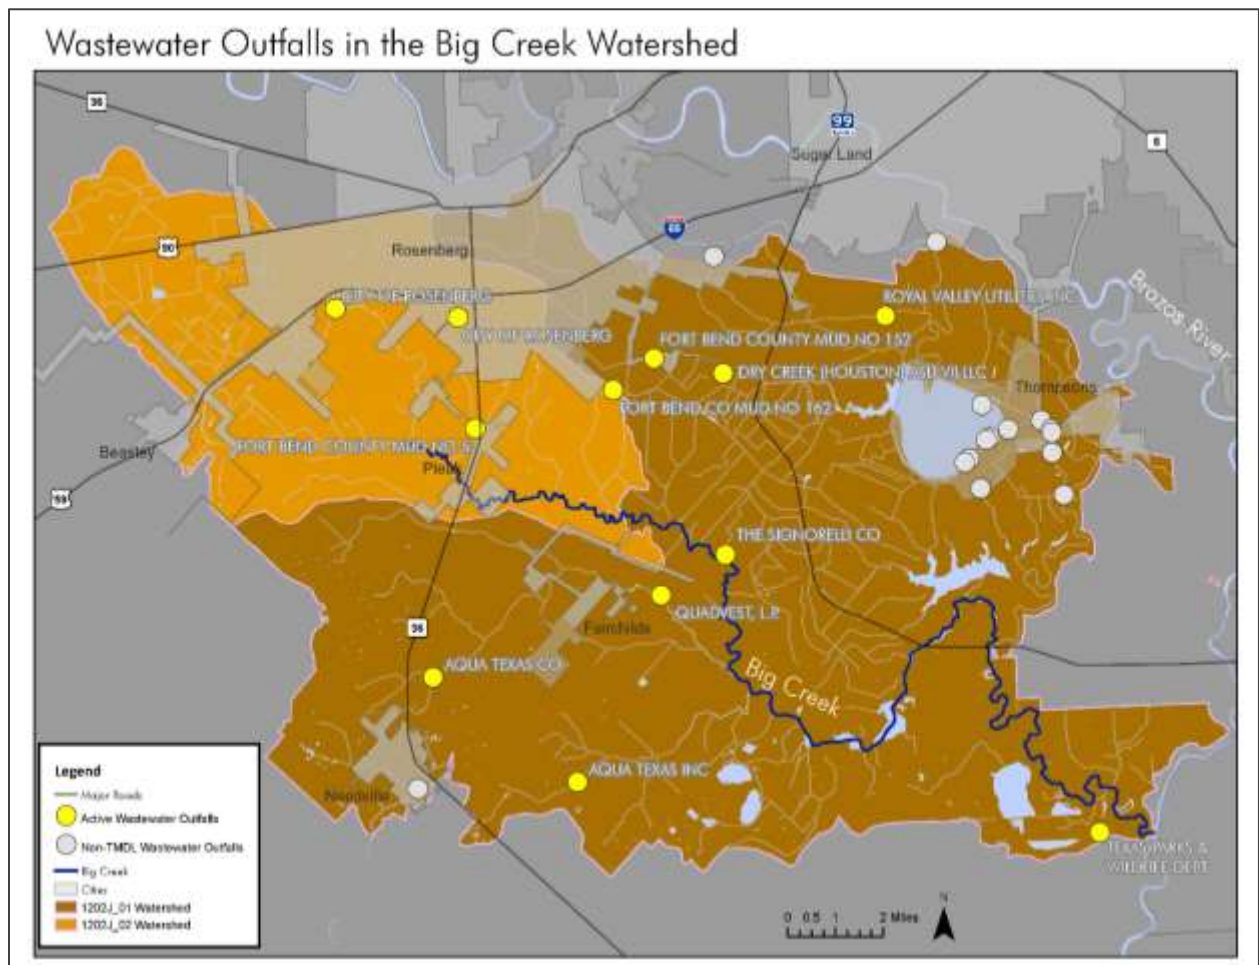 Wastewater Outfalls in the Big Creek Watershed
36
99
Sugar Land
6
69
90
Rosenberg
Brazos River
CITY OF ROSENBERG
CITY OF ROSENBERG
ROYAL VALLEY UTILITIES, INC
FORT BEND COUNTY MUD NO 152
DRY CREEK (HOUSTON) ASLI VII LLC
Thompsons
FORT BEND CO MUD NO 162
FORT BEND COUNTY MUD NO
Beasley
Pleak
59
THE SIGNORELLI CO
QUADVEST, L.P.
Fairchilds
36
AQUA TEXAS CO
Big Creek
AQUA TEXAS INC
Needville
TEXAS PARKS &
WILDLIFE DEPT
Legend
Major Roads
Active Wastewater Outfalls
Non-TMDL Wastewater Outfalls
Big Creek
Cities
1202J_01 Watershed
1202J_02 Watershed
0 0.5 1 2 Miles
N